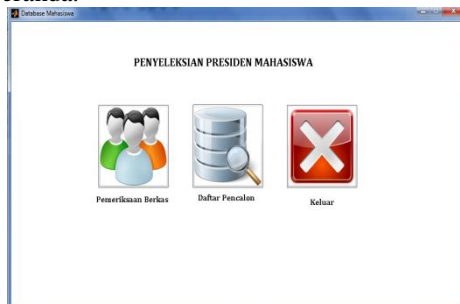 Database Mahasiswa
PENYELEKSIAN PRESIDEN MAHASISWA
Pemeriksaan Berkas
Daftar Pencalon
Keluar